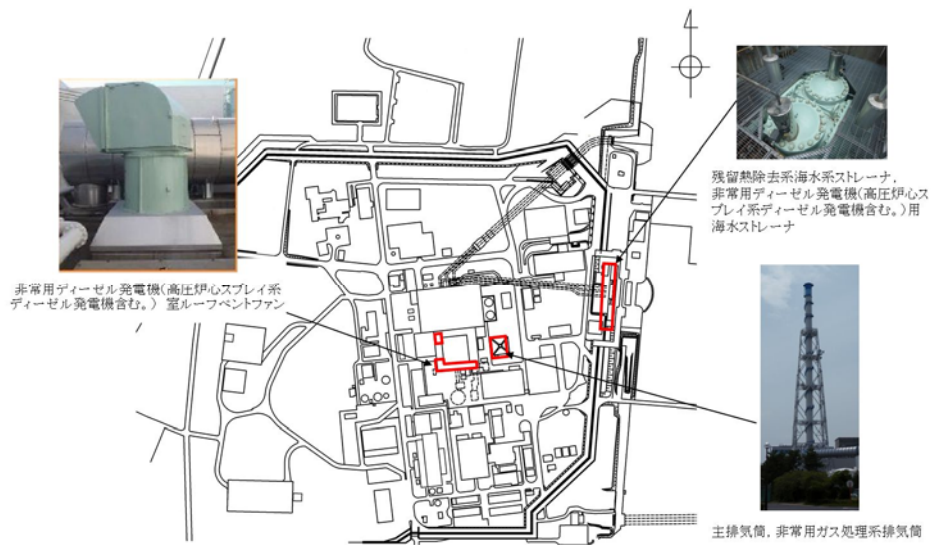 残留熱除去系海水系ストレーナ，
非常用ディーゼル発電機（高圧炉心ス
プレイ系ディーゼル発電機含む。）用
海水ストレーナ
非常用ディーゼル発電機（高圧炉心スプレイ系
ディーゼル発電機含む。） 室ルーフベントファン
主排気筒，非常用ガス処理系排気筒